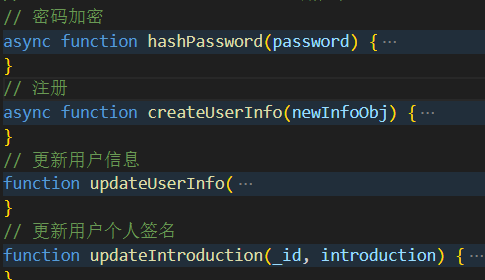 // 密码加密
async function hashPassword(password) {…
}
// 注册
async function createUserInfo(newInfoObj) {…
}
// 更新用户信息
function updateUserInfo(…
}
// 更新用户个人签名
function updateIntroduction(_id, introduction) {…
}